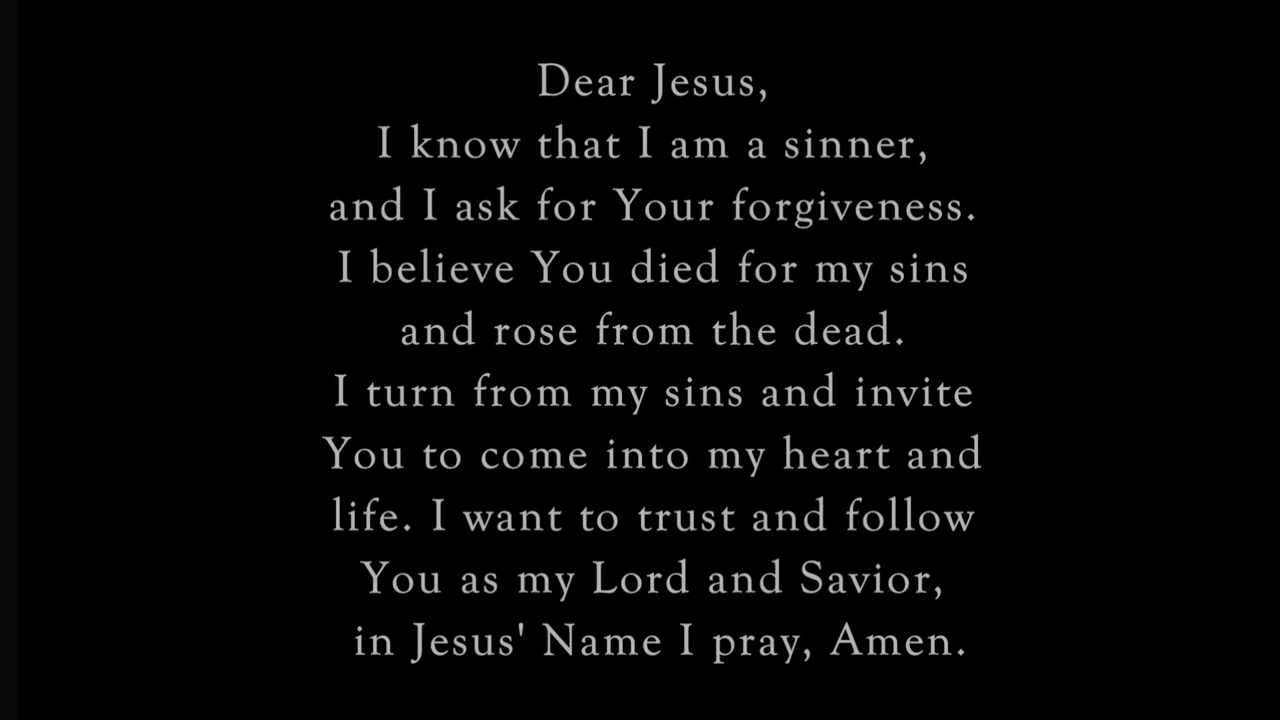 Dear Jesus,
I know that I am a sinner,
and I ask for Your forgiveness.
I believe You died for my sins
and rose from the dead.
I turn from my sins and invite
You to come into my heart and
life. I want to trust and follow
You as my Lord and Savior,
in Jesus' Name I pray, Amen.